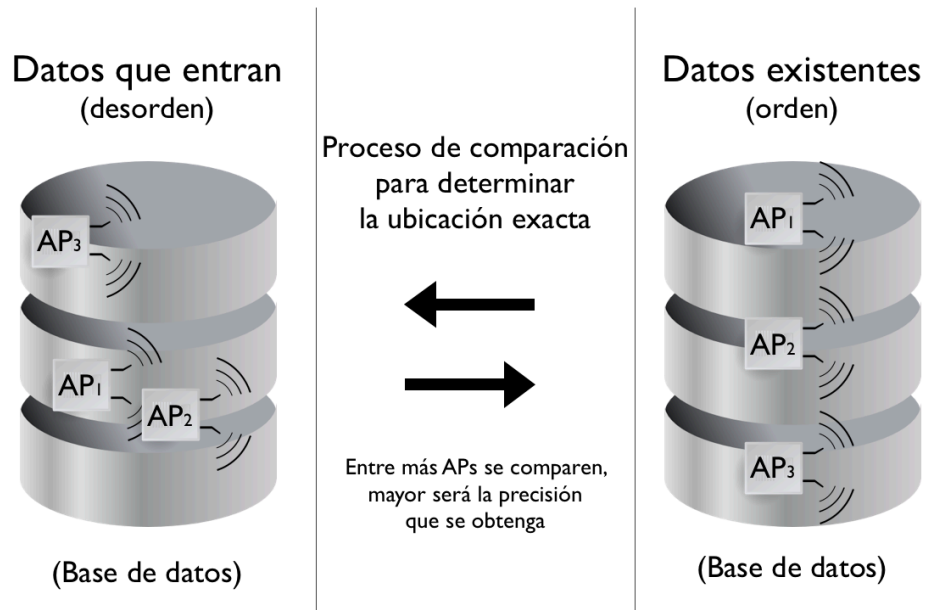 Datos que entran
(desorden)
AP3
AP1
AP2
(Base de datos)
Proceso de comparación
para determinar
la ubicación exacta
Entre más APs se comparen,
mayor será la precisión
que se obtenga
Datos existentes
(orden)
AP1
AP2
AP3
(Base de datos)